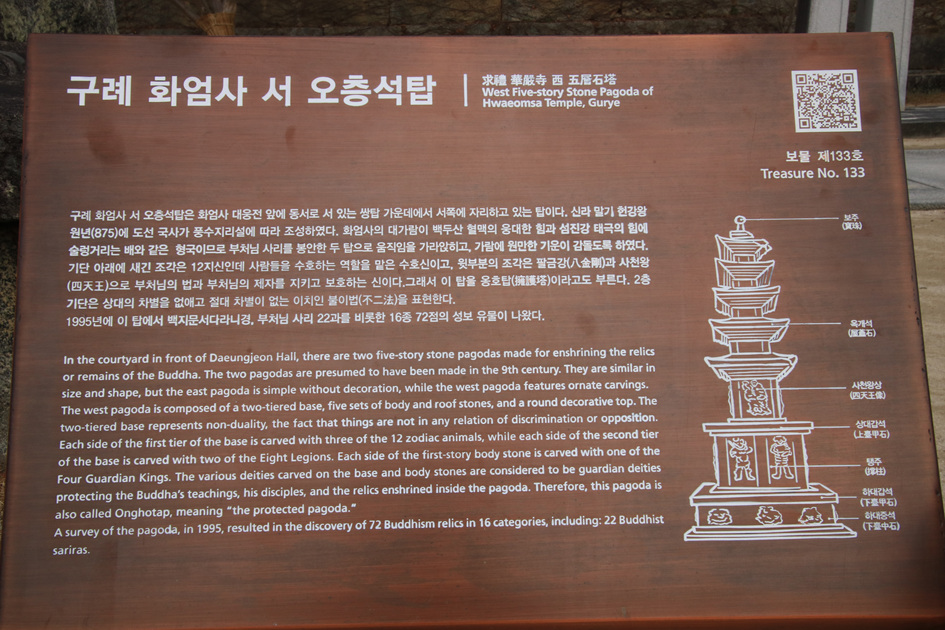 구례 화엄사 서 오층석탑
求禮 華嚴寺 西 五層石塔
West Five-story Stone Pagoda of
Hwaeomsa Temple, Gurye
보물 제133호
Treasure No. 133
구례 화엄사 서 오층석탑은 화엄사 대웅전 앞에 동서로 서 있는 쌍탑 가운데에서 서쪽에 자리하고 있는 탑이다. 신라 말기 헌강왕
원년(875)에 도선 국사가 풍수지리설에 따라 조성하였다. 화엄사의 대가람이 백두산 혈맥의 웅대한 힘과 섬진강 태극의 힘에
술렁거리는 배와 같은 형국이므로 부처님 사리를 봉안한 두 탑으로 움직임을 가라앉히고, 가람에 원만한 기운이 감돌도록 하였다.
기단 아래에 새긴 조각은 12지신인데 사람들을 수호하는 역할을 맡은 수호신이고, 윗부분의 조각은 팔금강(八金剛)과 사천왕
(四天王)으로 부처님의 법과 부처님의 제자를 지키고 보호하는 신이다.그래서 이 탑을 옹호탑(擁護塔)이라고도 부른다. 2층
기단은 상대의 차별을 없애고 절대 차별이 없는 이치인 불이법(不二法)을 표현한다.
1995년에 이 탑에서 백지묵서다라니경, 부처님 사리 22과를 비롯한 16종 72점의 성보 유물이 나왔다.
In the courtyard in front of Daeungjeon Hall, there are two five-story stone pagodas made for enshrining the relics
or remains of the Buddha. The two pagodas are presumed to have been made in the 9th century. They are similar in
size and shape, but the east pagoda is simple without decoration, while the west pagoda features ornate carvings.
The west pagoda is composed of a two-tiered base, five sets of body and roof stones, and a round decorative top. The
two-tiered base represents non-duality, the fact that things are not in any relation of discrimination or opposition.
Each side of the first tier of the base is carved with three of the 12 zodiac animals, while each side of the second tier
of the base is carved with two of the Eight Legions. Each side of the first-story body stone is carved with one of the
Four Guardian Kings. The various deities carved on the base and body stones are considered to be guardian deities
protecting the Buddha's teachings, his disciples, and the relics enshrined inside the pagoda. Therefore, this pagoda is
also called Onghotap, meaning "the protected pagoda."
A survey of the pagoda, in 1995, resulted in the discovery of 72 Buddhism relics in 16 categories, including: 22 Buddhist
sariras.
보주
(寶珠)
옥개석
(屋蓋石)
사천왕상
(四天王像)
상대갑석
(上臺甲石)
탱주
(撑柱)
하대갑석
(下臺甲石)
하대중석
(下臺中石)